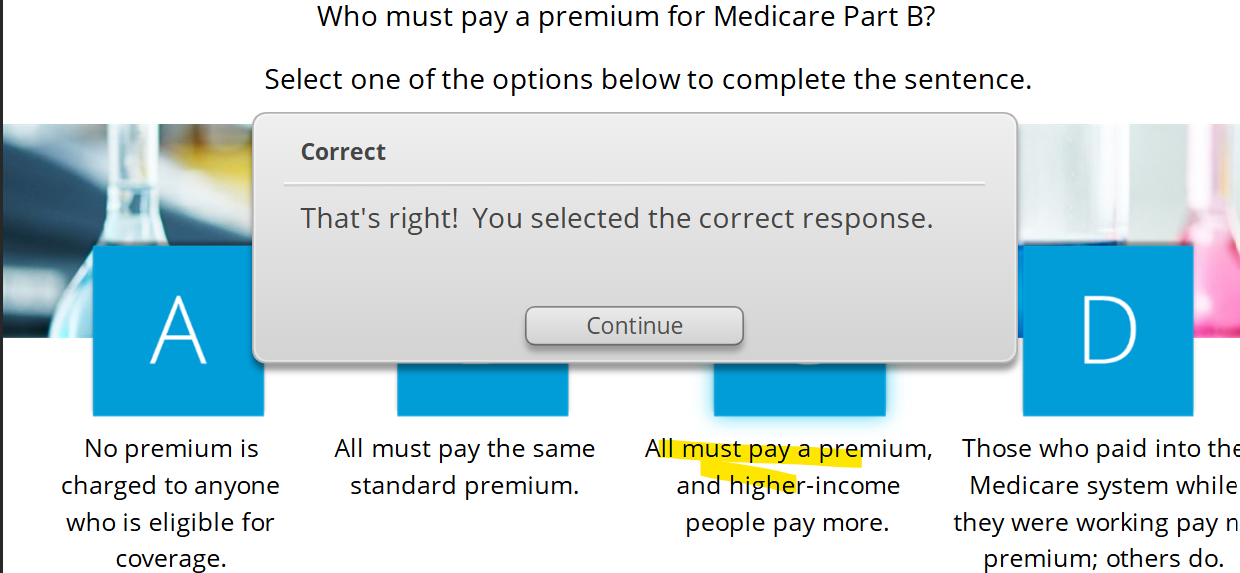 Who must pay a premium for Medicare Part B?
Select one of the options below to complete the sentence.
Correct
That's right! You selected the correct response.
Continue
A
D
No premium is
charged to anyone
who is eligible for
coverage.
All must pay the same
standard premium.
All must pay a premium,
and higher-income
people pay more.
Those who paid into the
Medicare system while
they were working pay
premium; others do.